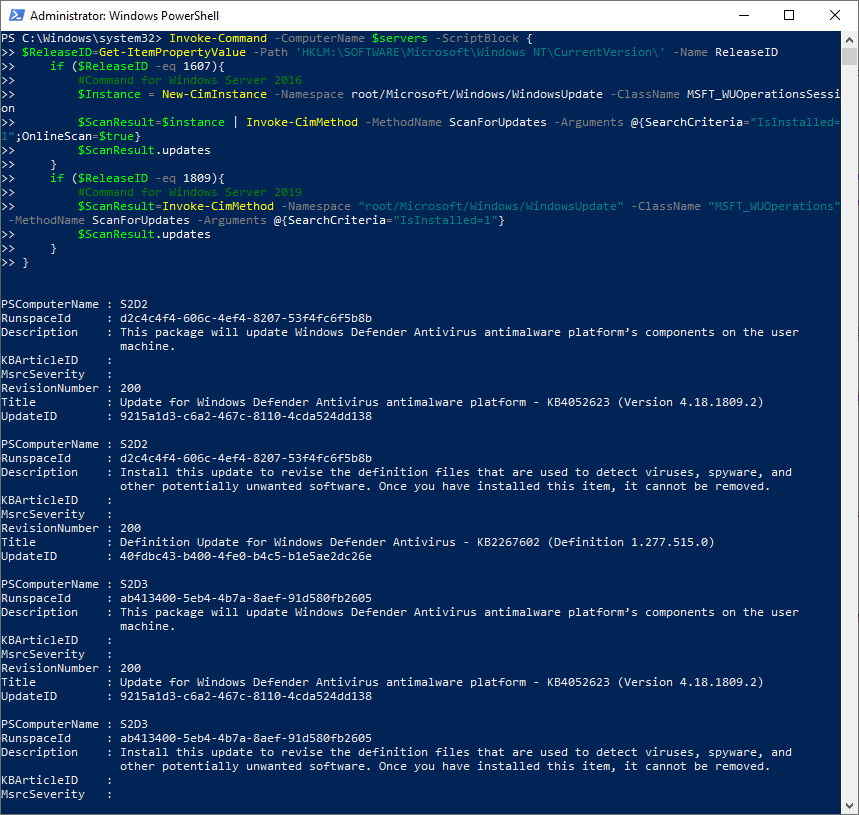 Administrator: Windows PowerShell
PS C:\Windows\system32> Invoke-Command -ComputerName $servers -ScriptBlock {
>> $ReleaseID=Get-ItemPropertyValue -Path 'HKLM:\SOFTWARE\Microsoft\Windows NT\CurrentVersion\' -Name ReleaseID
>>     if ($ReleaseID -eq 1607){
>>         #Command for Windows Server 2016
>>         $Instance = New-CimInstance -Namespace root/Microsoft/Windows/WindowsUpdate -ClassName MSFT_WUOperationsSessi
on
>>         $ScanResult=$instance | Invoke-CimMethod -MethodName ScanForUpdates -Arguments @{SearchCriteria="IsInstalled=
1";OnlineScan=$true}
>>         $ScanResult.updates
>>     }
>>     if ($ReleaseID -eq 1809){
>>         #Command for Windows Server 2019
>>         $ScanResult=Invoke-CimMethod -Namespace "root/Microsoft/Windows/WindowsUpdate" -ClassName "MSFT_WUOperations"
 -MethodName ScanForUpdates -Arguments @{SearchCriteria="IsInstalled=1"}
>>         $ScanResult.updates
>>     }
>> }
PSComputerName : S2D2
RunspaceId     : d2c4c4f4-606c-4ef4-8207-53f4fc6f5b8b
Description    : This package will update Windows Defender Antivirus antimalware platform’s components on the user
                 machine.
KBArticleID    :
MsrcSeverity   :
RevisionNumber : 200
Title          : Update for Windows Defender Antivirus antimalware platform - KB4052623 (Version 4.18.1809.2)
UpdateID       : 9215a1d3-c6a2-467c-8110-4cda524dd138
PSComputerName : S2D2
RunspaceId     : d2c4c4f4-606c-4ef4-8207-53f4fc6f5b8b
Description    : Install this update to revise the definition files that are used to detect viruses, spyware, and
                 other potentially unwanted software. Once you have installed this item, it cannot be removed.
KBArticleID    :
MsrcSeverity   :
RevisionNumber : 200
Title          : Definition Update for Windows Defender Antivirus - KB2267602 (Definition 1.277.515.0)
UpdateID       : 40fdbc43-b400-4fe0-b4c5-b1e5ae2dc26e
PSComputerName : S2D3
RunspaceId     : ab413400-5eb4-4b7a-8aef-91d580fb2605
Description    : This package will update Windows Defender Antivirus antimalware platform’s components on the user
                 machine.
KBArticleID    :
MsrcSeverity   :
RevisionNumber : 200
Title          : Update for Windows Defender Antivirus antimalware platform - KB4052623 (Version 4.18.1809.2)
UpdateID       : 9215a1d3-c6a2-467c-8110-4cda524dd138
PSComputerName : S2D3
RunspaceId     : ab413400-5eb4-4b7a-8aef-91d580fb2605
Description    : Install this update to revise the definition files that are used to detect viruses, spyware, and
                 other potentially unwanted software. Once you have installed this item, it cannot be removed.
KBArticleID    :
MsrcSeverity   :